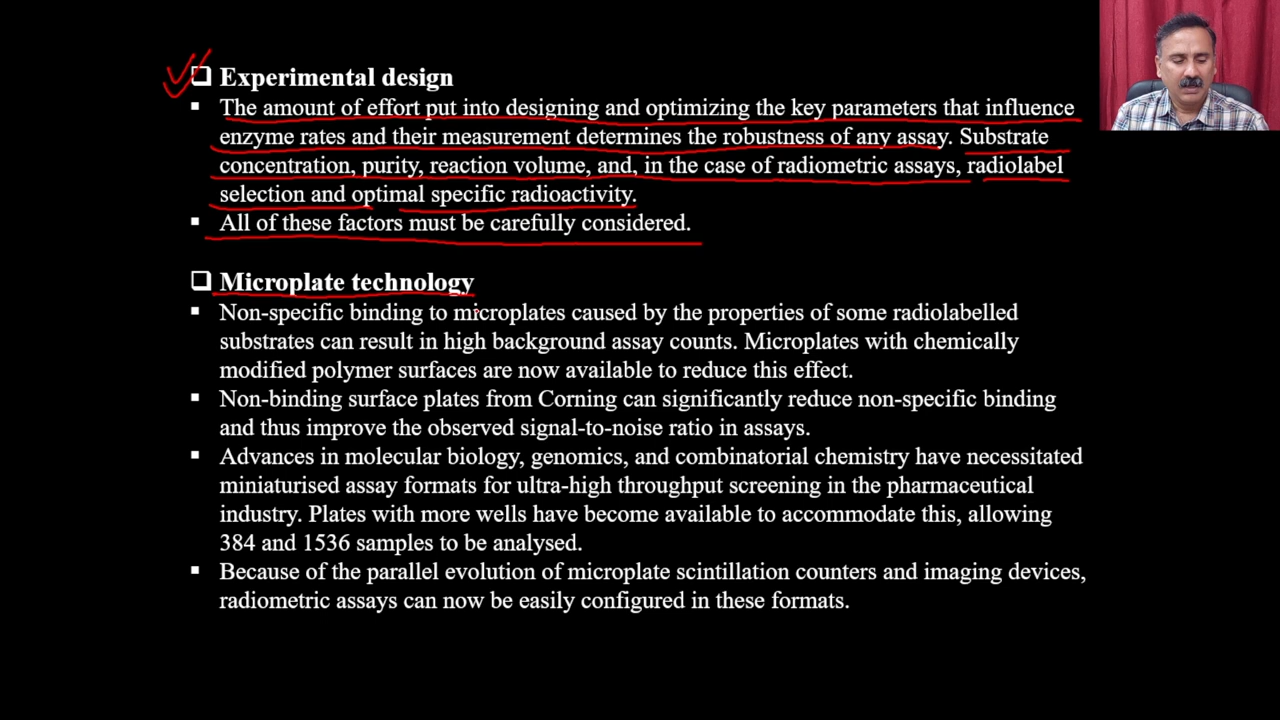 Experimental design
The amount of effort put into designing and optimizing the key parameters that influence
enzyme rates and their measurement determines the robustness of any assay. Substrate
concentration, purity, reaction volume, and, in the case of radiometric assays, radiolabel
selection and optimal specific radioactivity.
All of these factors must be carefully considered.
Microplate technology
Non-specific binding to microplates caused by the properties of some radiolabelled
substrates can result in high background assay counts. Microplates with chemically
modified polymer surfaces are now available to reduce this effect.
Non-binding surface plates from Corning can significantly reduce non-specific binding
and thus improve the observed signal-to-noise ratio in assays.
Advances in molecular biology, genomics, and combinatorial chemistry have necessitated
miniaturised assay formats for ultra-high throughput screening in the pharmaceutical
industry. Plates with more wells have become available to accommodate this, allowing
384 and 1536 samples to be analysed.
Because of the parallel evolution of microplate scintillation counters and imaging devices,
radiometric assays can now be easily configured in these formats.